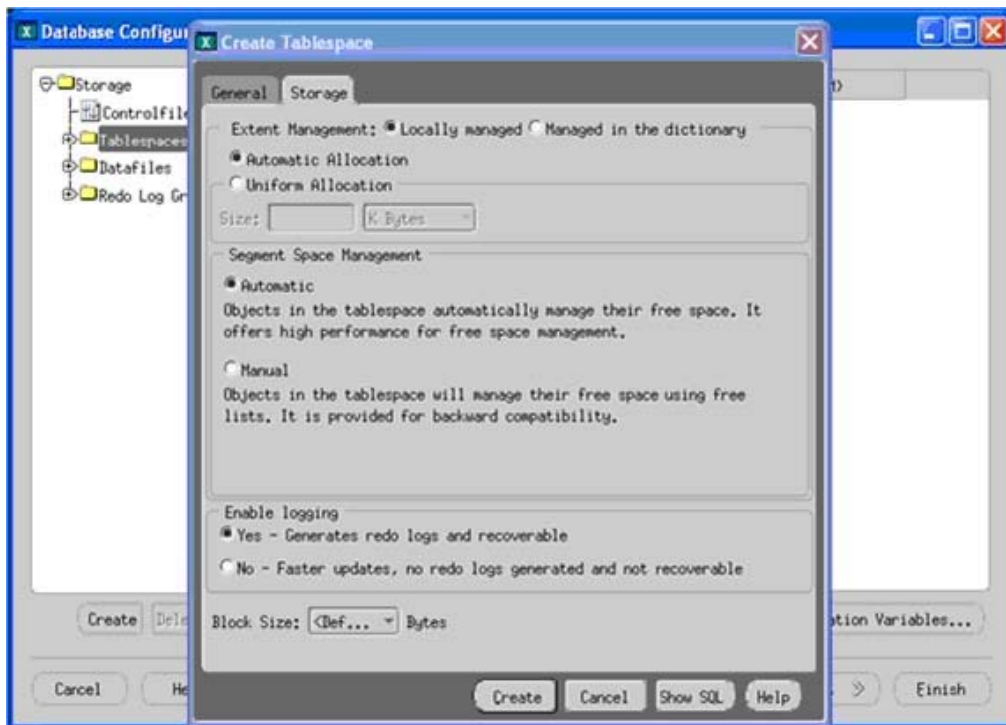 Database Configu
Create Tablespace
Storage
Controlfile
Tablespaces
Datafiles
Redo Log Gr
General
Storage
Extent Management: Locally managed Managed in the dictionary
Automatic Allocation
Uniform Allocation
Size: K Bytes
Segment Space Management
Automatic
Objects in the tablespace automatically manage their free space. It
offers high performance for free space management.
Manual
Objects in the tablespace will manage their free space using free
lists. It is provided for backward compatibility.
Enable logging
Yes - Generates redo logs and recoverable
No - Faster updates, no redo logs generated and not recoverable
Block Size: <Def... Bytes
Create Dele
ation Variables...
Cancel He
Finish
Create Cancel Show SQL Help